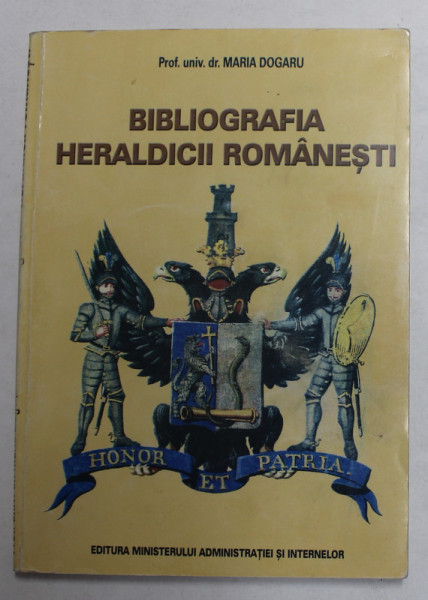 Prof. univ. dr. MARIA DOGARU
BIBLIOGRAFIA
HERALDICII ROMÂNEȘTI
HONOR ET PATRIA
EDITURA MINISTERULUI ADMINISTRAȚIEI ȘI INTERNELOR